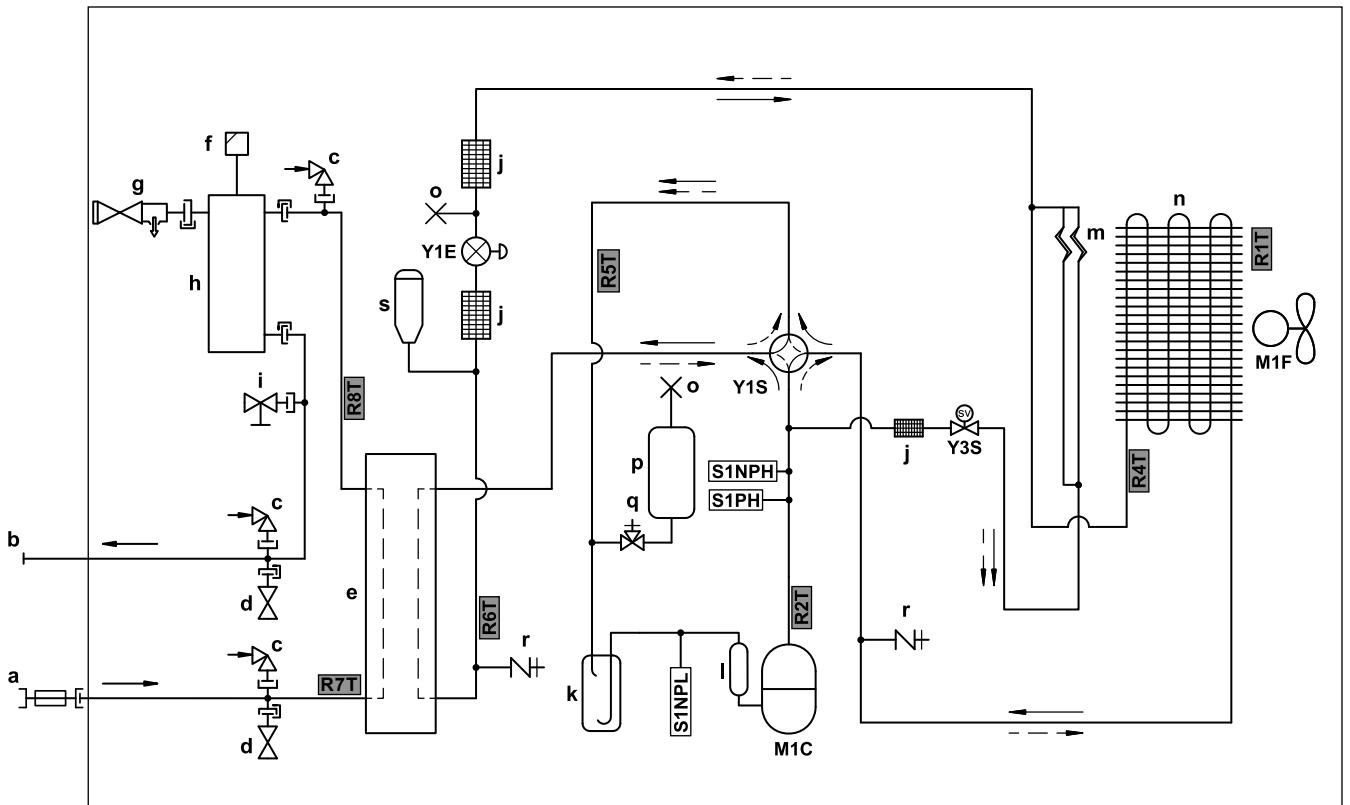 f
c
g
j
o
n
m
R1T
Y1E
R5T
h
s
j
M1F
i
R8T
Y1S
o
SV
j
Y3S
p
S1NPH
R4T
q
S1PH
c
b
e
d
R6T
R2T
r
r
c
a
R7T
k
S1NPL
l
d
M1C